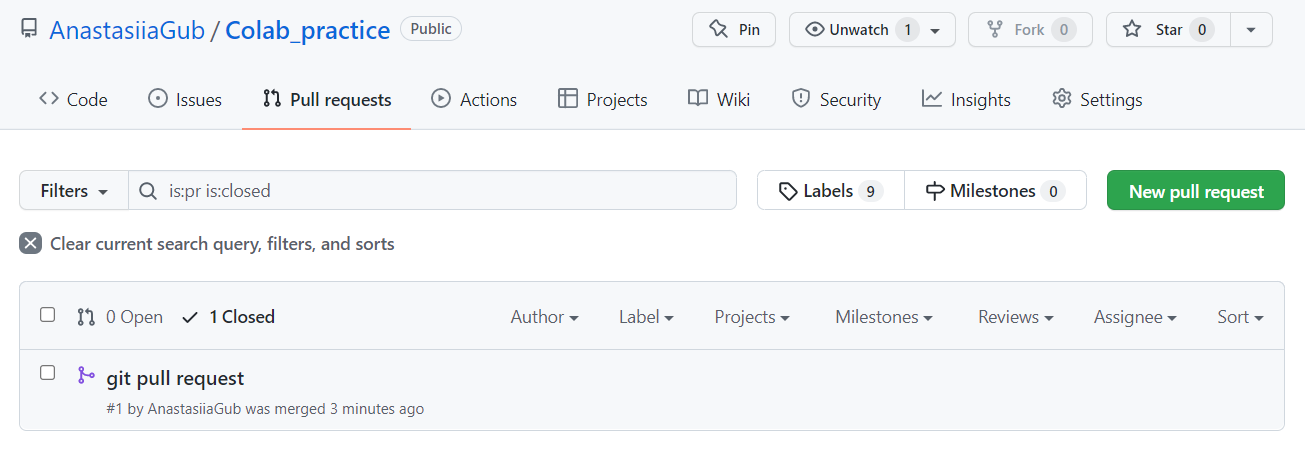 AnastasiiaGub / Colab_practice Public Pin Unwatch 1 Fork 0 Star 0
Code Issues Pull requests Actions Projects Wiki Security Insights Settings
Filters is:pr is:closed Labels 9 Milestones 0 New pull request
Clear current search query, filters, and sorts
0 Open 1 Closed Author Label Projects Milestones Reviews Assignee Sort
git pull request
#1 by AnastasiiaGub was merged 3 minutes ago